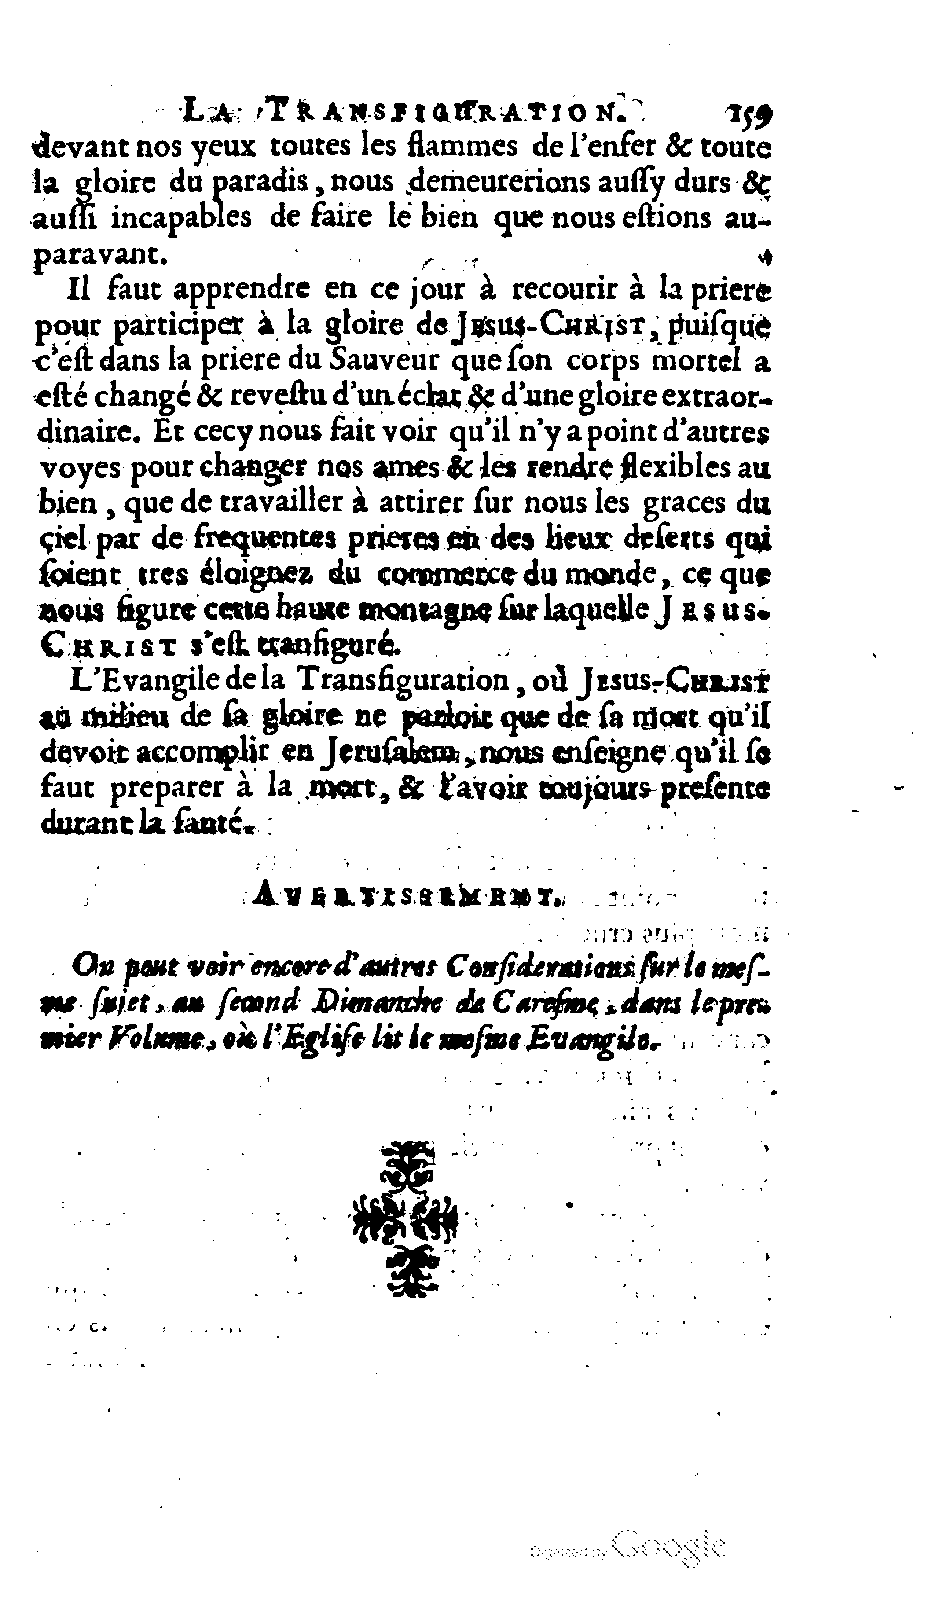 LA TRANSFIGURATION. 159
devant nos yeux toutes les flammes de l'enfer & toute
la gloire du paradis, nous demeurerions auſſy durs &
auſſi incapables de faire le bien que nous eſtions au-
paravant.
Il faut apprendre en ce jour à recourir à la priere
pour participer à la gloire de JESUS-CHRIST, puiſque
c'eſt dans la priere du Sauveur que ſon corps mortel a
eſté changé & reveſtu d'un éclat & d'une gloire extraor-
dinaire. Et cecy nous fait voir qu'il n'y a point d'autres
voyes pour changer nos ames & les rendre flexibles au
bien, que de travailler à attirer ſur nous les graces du
ciel par de frequentes prieres en des lieux deſerts qui
ſoient tres éloignez du commerce du monde, ce que
nous figure cette haute montagne ſur laquelle JESUS-
CHRIST s'eſt tranſfiguré.
L'Evangile de la Transfiguration, où JESUS-CHRIST
au milieu de ſa gloire ne parloit que de ſa mort qu'il
devoit accomplir en Jeruſalem, nous enſeigne qu'il ſe
faut preparer à la mort, & l'avoir toujours preſente
durant la ſanté.
AVERTISSEMENT.
On peut voir encore d'autres Conſiderations ſur le meſ-
me ſujet, au ſecond Dimanche de Careſme, dans le pre-
mier Volume, où l'Egliſe lit le meſme Evangile.
Digitized by Google